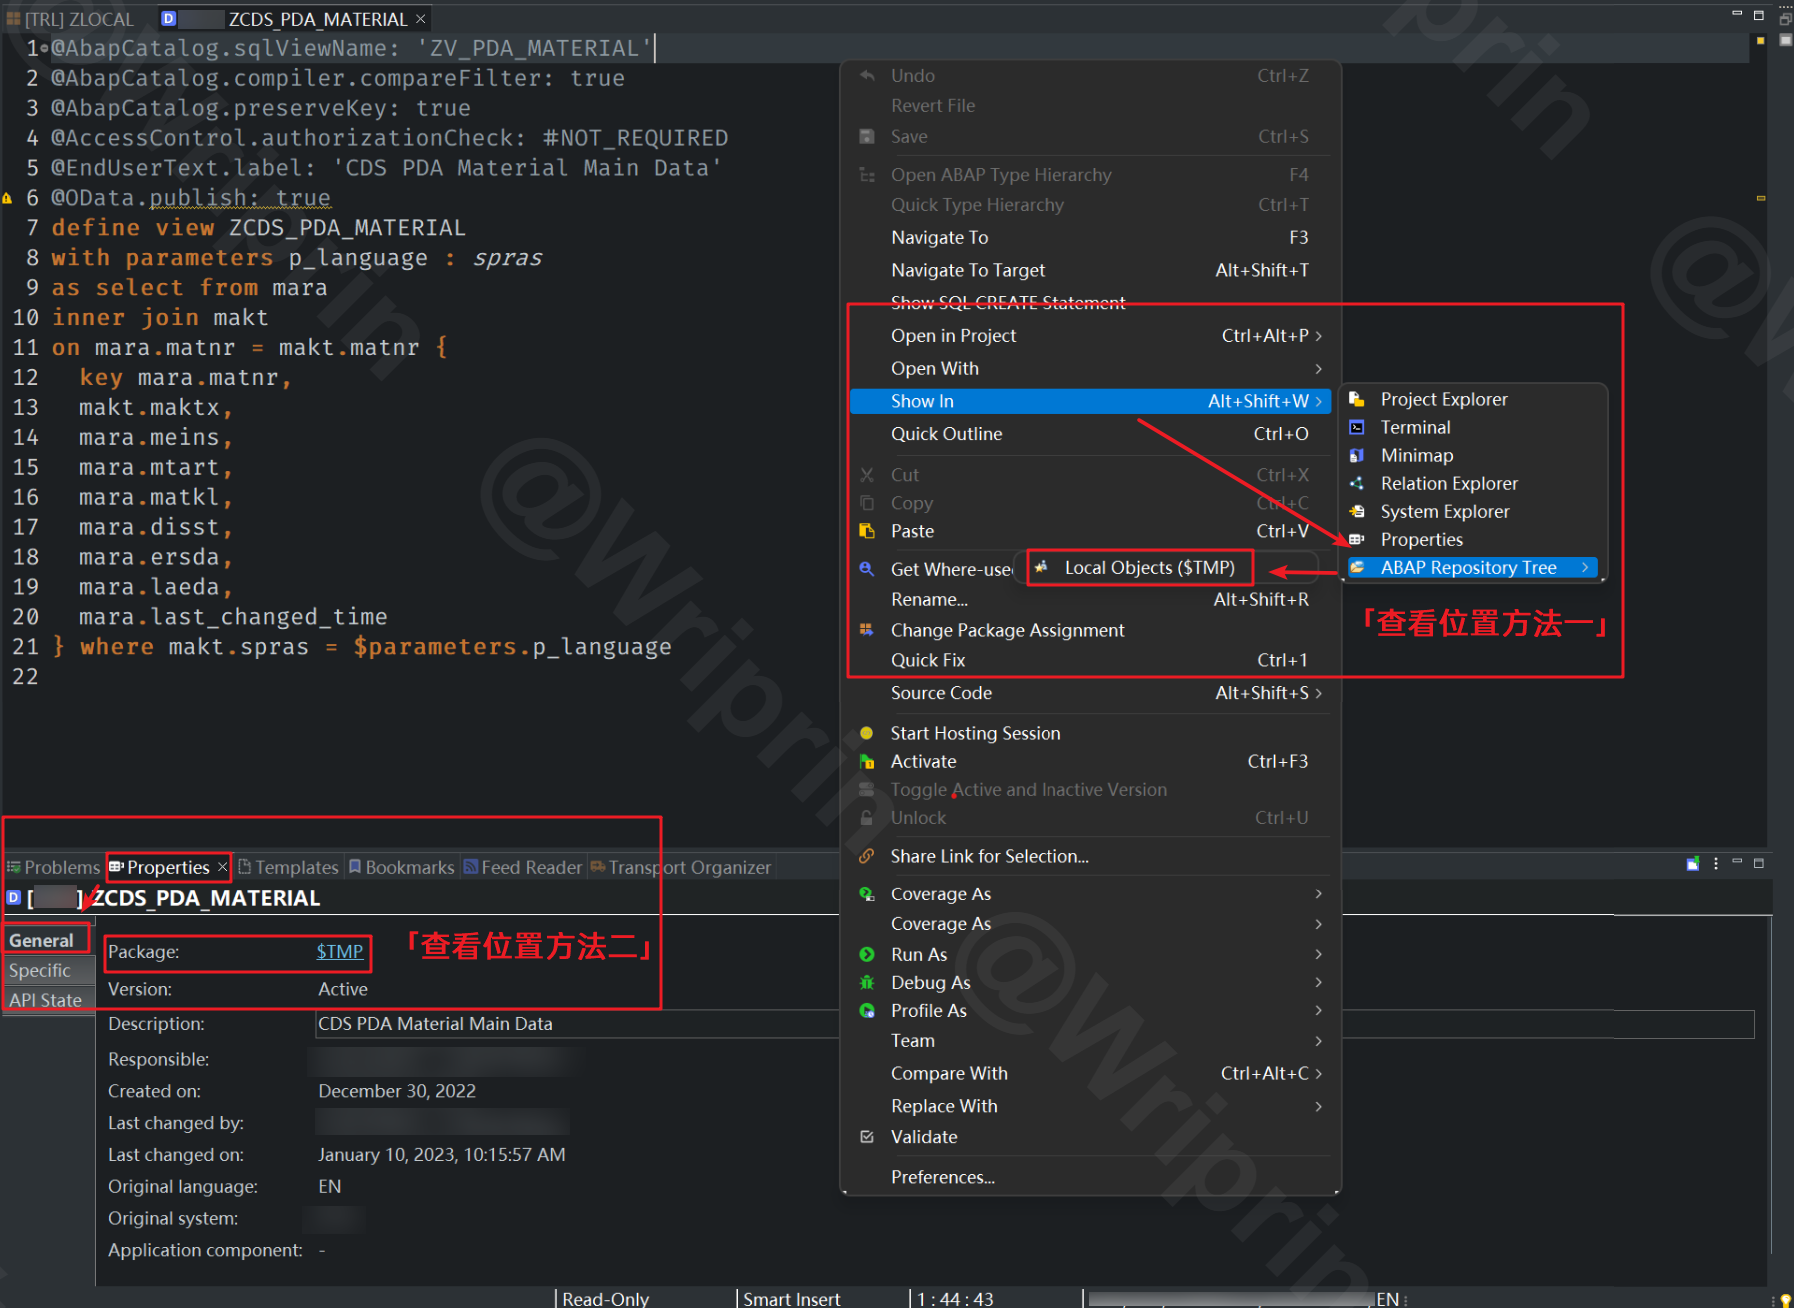 [TRL] ZLOCAL
D ZCDS_PDA_MATERIAL
1 @AbapCatalog.sqlViewName: 'ZV_PDA_MATERIAL'
2 @AbapCatalog.compiler.compareFilter: true
3 @AbapCatalog.preserveKey: true
4 @AccessControl.authorizationCheck: #NOT_REQUIRED
5 @EndUserText.label: 'CDS PDA Material Main Data'
6 @OData.publish: true
7 define view ZCDS_PDA_MATERIAL
8 with parameters p_language : spras
9 as select from mara
10 inner join makt
11 on mara.matnr = makt.matnr {
12 key mara.matnr,
13 makt.maktx,
14 mara.meins,
15 mara.mtart,
16 mara.matkl,
17 mara.disst,
18 mara.ersda,
19 mara.laeda,
20 mara.last_changed_time
21 } where makt.spras = $parameters.p_language
22
Undo Ctrl+Z
Revert File
Save Ctrl+S
Open ABAP Type Hierarchy F4
Quick Type Hierarchy Ctrl+T
Navigate To F3
Navigate To Target Alt+Shift+T
Show SQL CREATE Statement
Open in Project Ctrl+Alt+P
Open With
Show In Alt+Shift+W
Quick Outline Ctrl+O
Cut Ctrl+X
Copy Ctrl+C
Paste Ctrl+V
Get Where-use
Rename... Alt+Shift+R
Change Package Assignment
Quick Fix Ctrl+1
Source Code Alt+Shift+S
Start Hosting Session
Activate Ctrl+F3
Toggle Active and Inactive Version
Unlock Ctrl+U
Share Link for Selection...
Coverage As
Coverage As
Run As
Debug As
Profile As
Team
Compare With Ctrl+Alt+C
Replace With
Validate
Preferences...
Project Explorer
Terminal
Minimap
Relation Explorer
System Explorer
Properties
ABAP Repository Tree
Local Objects ($TMP)
「查看位置方法一」
Problems
Properties
Templates
Bookmarks
Feed Reader
Transport Organizer
D [ ] ZCDS_PDA_MATERIAL
General
Specific
API State
Package: $TMP
「查看位置方法二」
Version: Active
Description: CDS PDA Material Main Data
Responsible:
Created on: December 30, 2022
Last changed by:
Last changed on: January 10, 2023, 10:15:57 AM
Original language: EN
Original system:
Application component: -
Read-Only
Smart Insert
1 : 44 : 43
EN
@Wriprin
@Wriprin